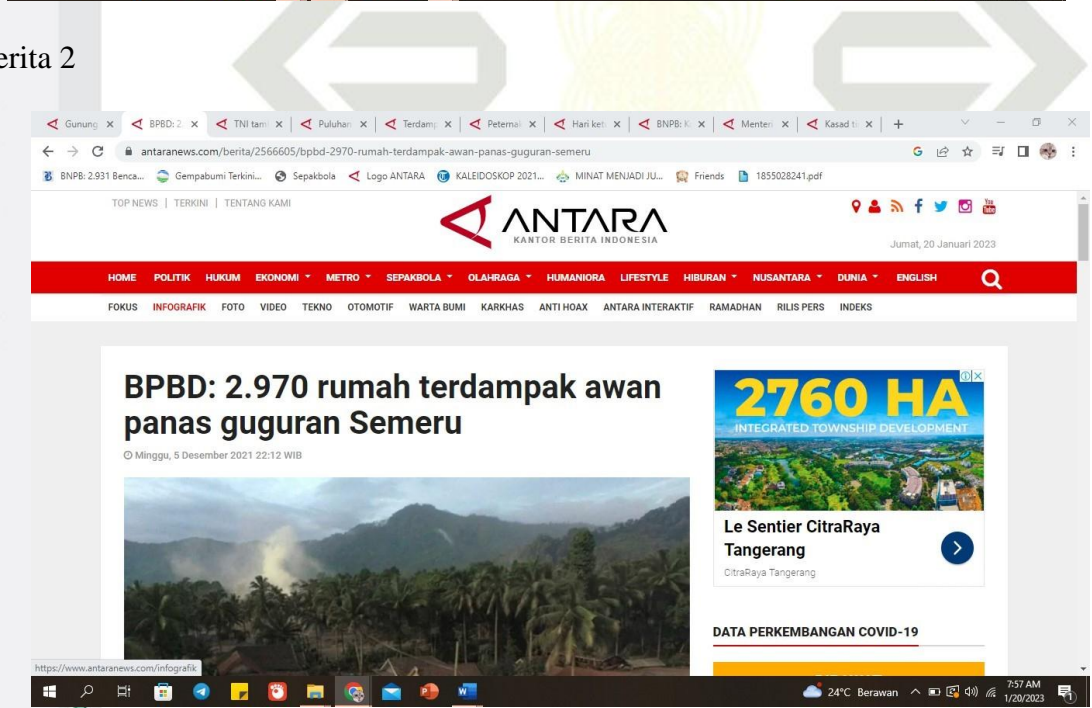 erita 2
Gunung
BPBD: 2.
TNI tam
Puluhan
Terdamp
Peternak
Hari ket
BNPB: K
Menteri
Kasad ti
antaranews.com/berita/2566605/bpbd-2970-rumah-terdampak-awan-panas-guguran-semeru
BNPB: 2.931 Benca...
Gempabumi Terkini...
Sepakbola
Logo ANTARA
KALEIDOSKOP 2021...
MINAT MENJADI JU...
Friends
1855028241.pdf
TOP NEWS | TERKINI | TENTANG KAMI
ANTARA
KANTOR BERITA INDONESIA
You Tube
Jumat, 20 Januari 2023
HOME POLITIK HUKUM EKONOMI METRO SEPAKBOLA OLAHRAGA HUMANIORA LIFESTYLE HIBURAN NUSANTARA DUNIA ENGLISH
FOKUS INFOGRAFIK FOTO VIDEO TEKNO OTOMOTIF WARTA BUMI KARKHAS ANTI HOAX ANTARA INTERAKTIF RAMADHAN RILIS PERS INDEKS
BPBD: 2.970 rumah terdampak awan
panas guguran Semeru
Minggu, 5 Desember 2021 22:12 WIB
2760 HA
INTEGRATED TOWNSHIP DEVELOPMENT
Le Sentier CitraRaya
Tangerang
CitraRaya Tangerang
DATA PERKEMBANGAN COVID-19
https://www.antaranews.com/infografik
24°C Berawan
7:57 AM
1/20/2023